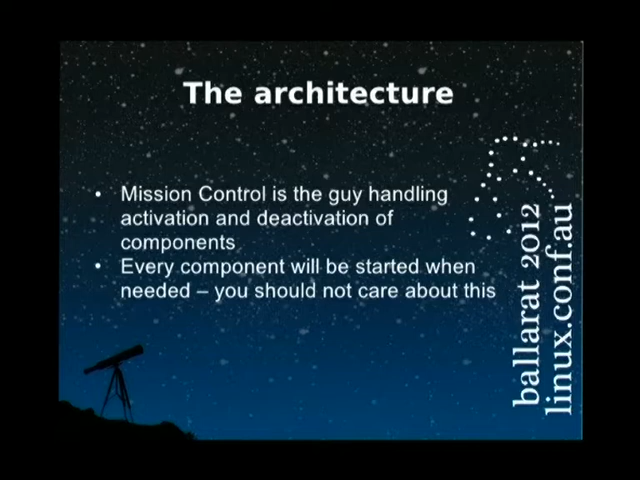 The architecture
• Mission Control is the guy handling
activation and deactivation of
components
• Every component will be started when
needed – you should not care about this
ballarat 2012
linux.conf.au